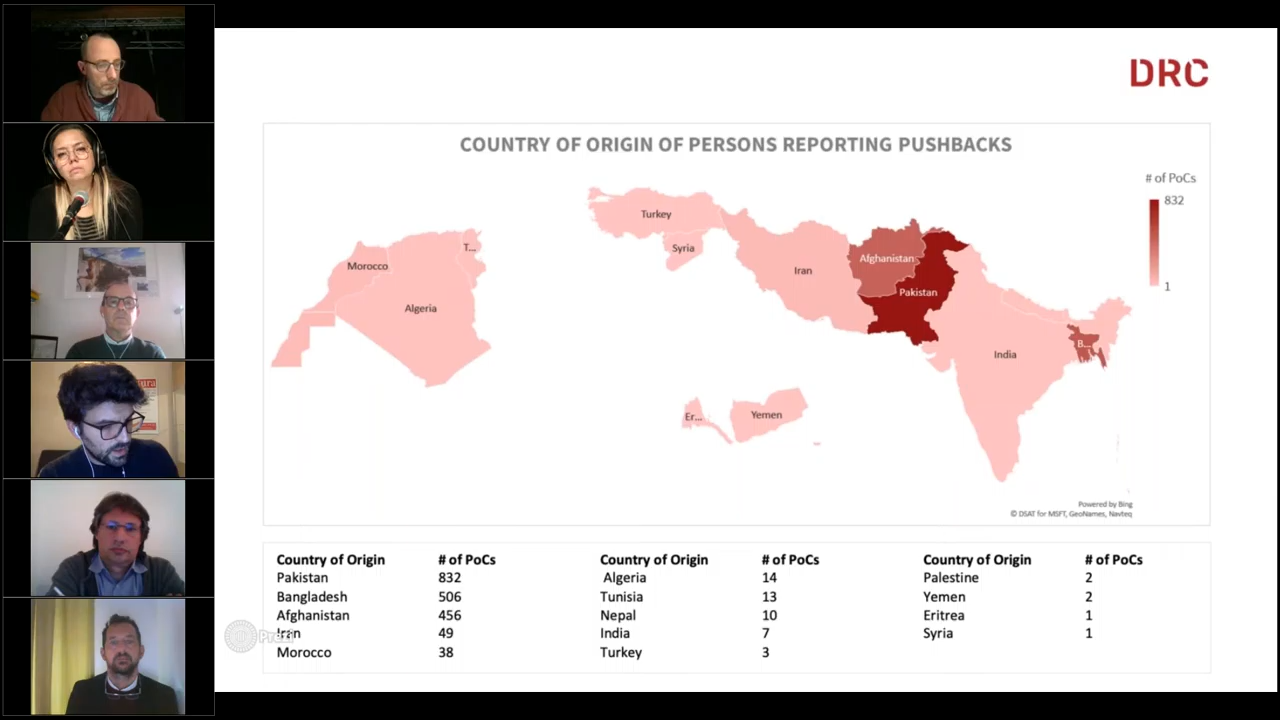 DRC
COUNTRY OF ORIGIN OF PERSONS REPORTING PUSHBACKS
# of PoCs
832
1
Turkey
Syria
Iran
Afghanistan
Pakistan
India
B...
T...
Morocco
Algeria
Er...
Yemen
Powered by Bing
© DSAT for MSFT, GeoNames, Navteq
Country of Origin # of PoCs Country of Origin # of PoCs Country of Origin # of PoCs
Pakistan 832 Algeria 14 Palestine 2
Bangladesh 506 Tunisia 13 Yemen 2
Afghanistan 456 Nepal 10 Eritrea 1
Iran 49 India 7 Syria 1
Morocco 38 Turkey 3
Prezi